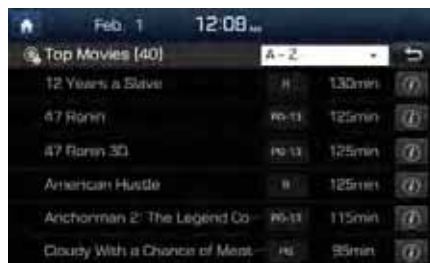 Feb. 1 12:08 AM
Top Movies (40) A - Z
12 Years a Slave R 130min
47 Ronin PG-13 125min
47 Ronin 3D PG-13 125min
American Hustle R 125min
Anchorman 2: The Legend Co PG-13 115min
Cloudy With a Chance of Meat PG 95min